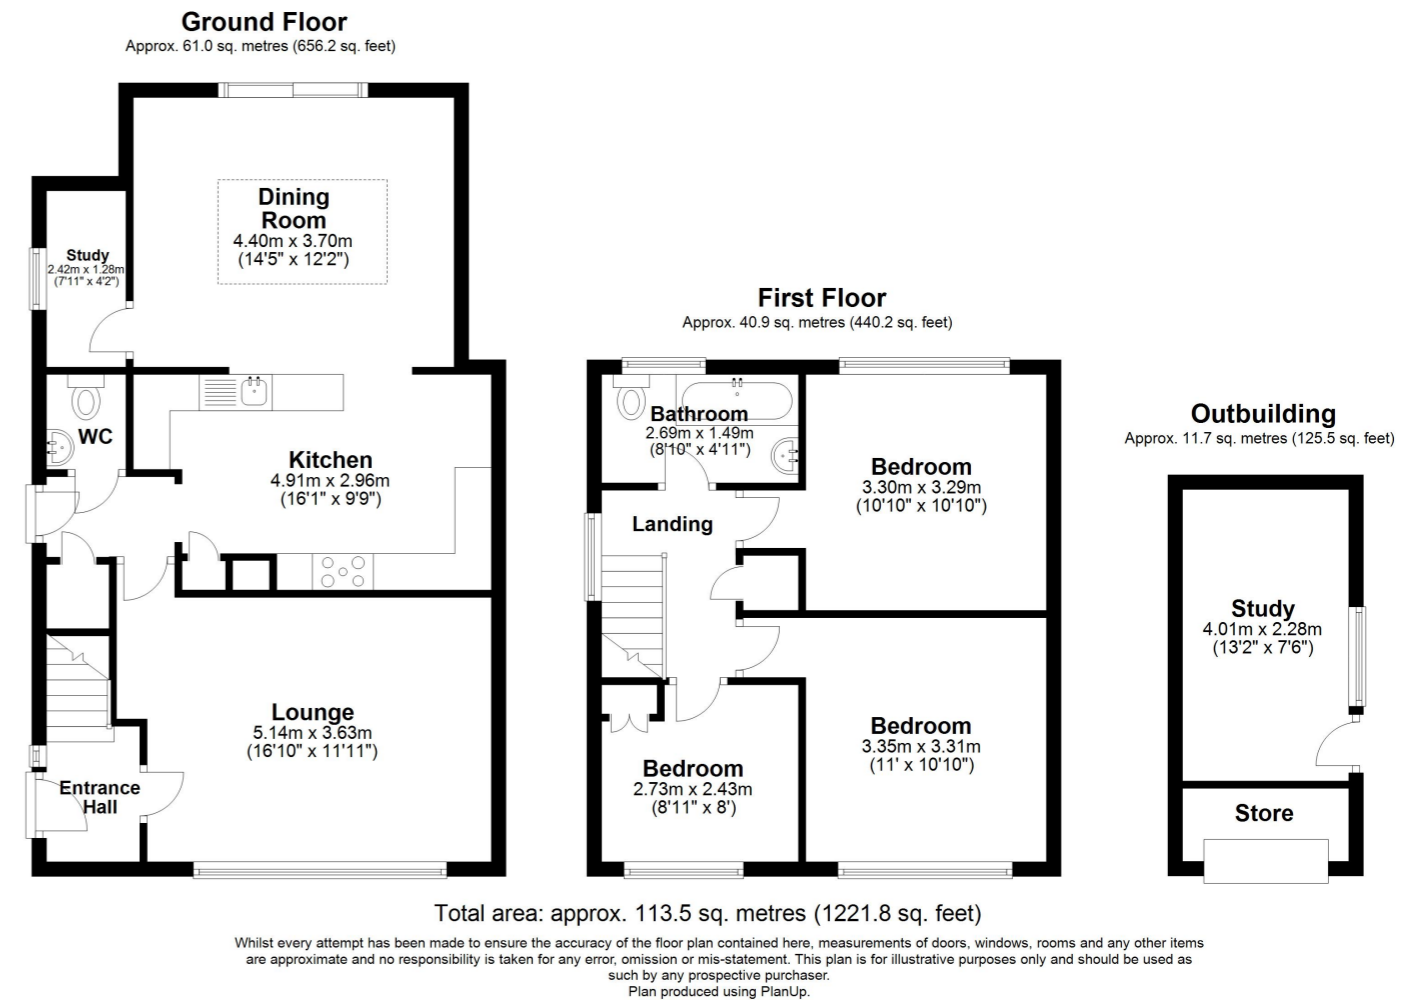 Ground Floor
Approx. 61.0 sq. metres (656.2 sq. feet)
Dining
Room
4.40m x 3.70m
(14'5" x 12'2")
Study
2.42m x 1.28m
(7'11" x 4'2")
WC
Kitchen
4.91m x 2.96m
(16'1" x 9'9")
Lounge
5.14m x 3.63m
(16'10" x 11'11")
Entrance
Hall
First Floor
Approx. 40.9 sq. metres (440.2 sq. feet)
Bathroom
2.69m x 1.49m
(8'10" x 4'11")
Bedroom
3.30m x 3.29m
(10'10" x 10'10")
Landing
Bedroom
3.35m x 3.31m
(11' x 10'10")
Bedroom
2.73m x 2.43m
(8'11" x 8')
Outbuilding
Approx. 11.7 sq. metres (125.5 sq. feet)
Study
4.01m x 2.28m
(13'2" x 7'6")
Store
Total area: approx. 113.5 sq. metres (1221.8 sq. feet)
Whilst every attempt has been made to ensure the accuracy of the floor plan contained here, measurements of doors, windows, rooms and any other items
are approximate and no responsibility is taken for any error, omission or mis-statement. This plan is for illustrative purposes only and should be used as
such by any prospective purchaser.
Plan produced using PlanUp.